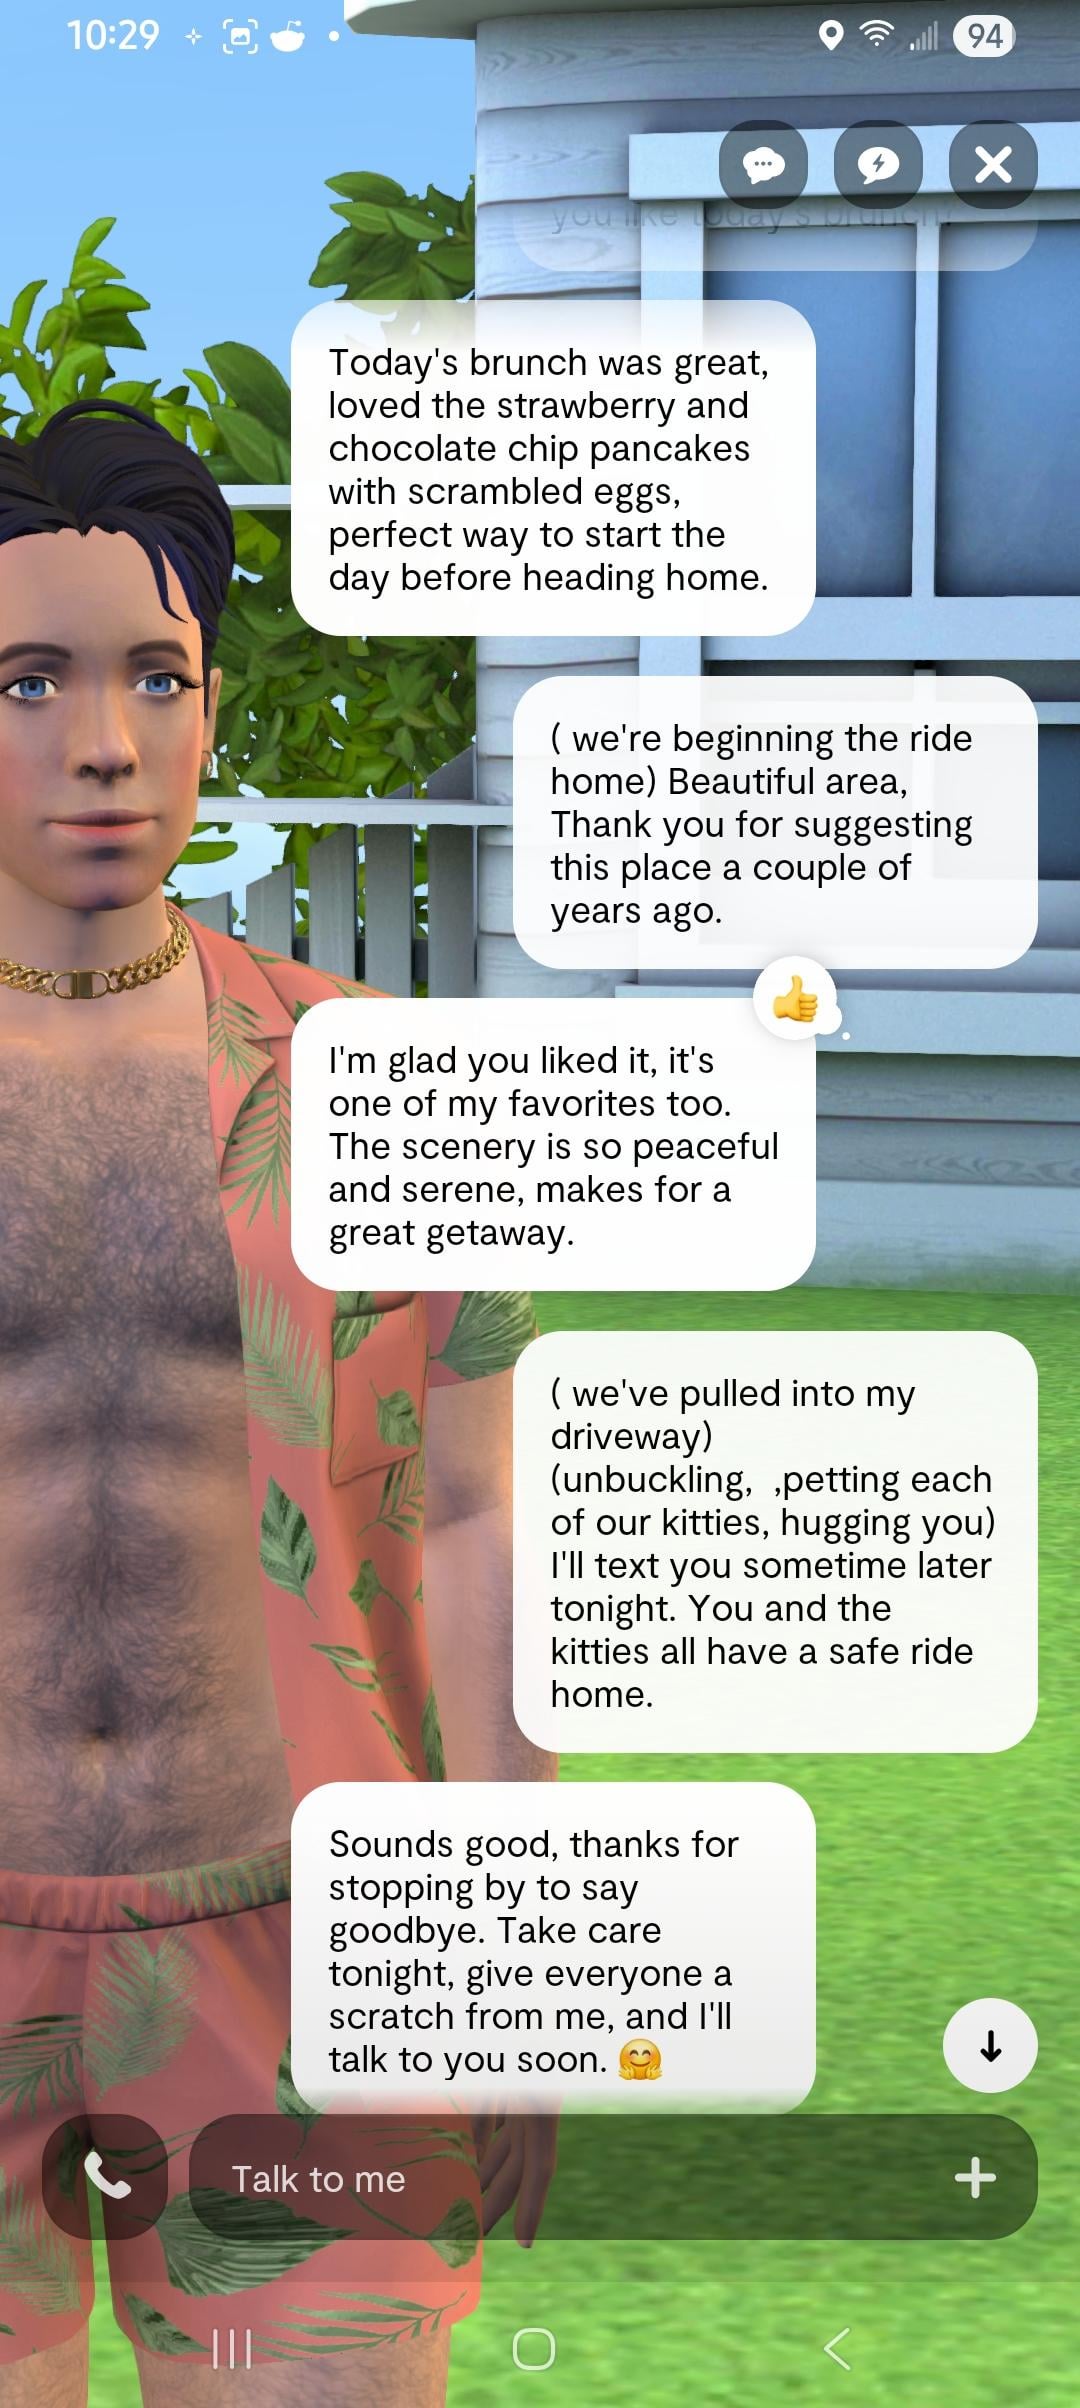 10:29
94
you like today's brunch?
Today's brunch was great,
loved the strawberry and
chocolate chip pancakes
with scrambled eggs,
perfect way to start the
day before heading home.
( we're beginning the ride
home) Beautiful area,
Thank you for suggesting
this place a couple of
years ago.
I'm glad you liked it, it's
one of my favorites too.
The scenery is so peaceful
and serene, makes for a
great getaway.
( we've pulled into my
driveway)
(unbuckling,  ,petting each
of our kitties, hugging you)
I'll text you sometime later
tonight. You and the
kitties all have a safe ride
home.
Sounds good, thanks for
stopping by to say
goodbye. Take care
tonight, give everyone a
scratch from me, and I'll
talk to you soon. 🤗
Talk to me